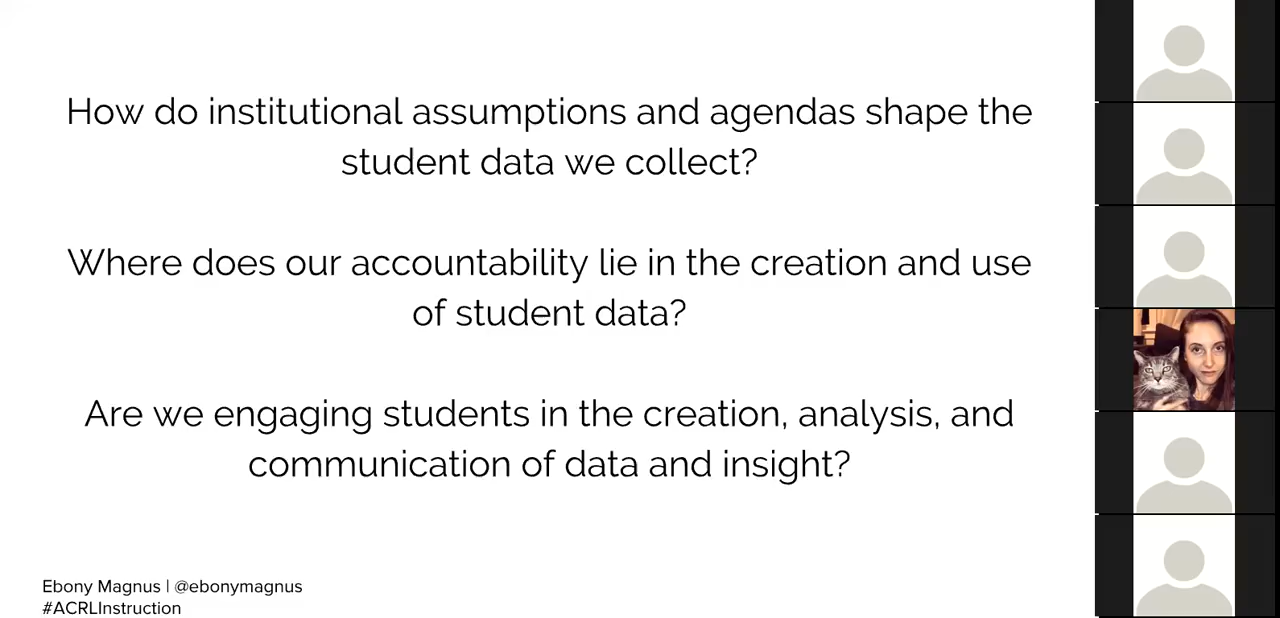 How do institutional assumptions and agendas shape the
student data we collect?
Where does our accountability lie in the creation and use
of student data?
Are we engaging students in the creation, analysis, and
communication of data and insight?
Ebony Magnus | @ebonymagnus
#ACRLInstruction